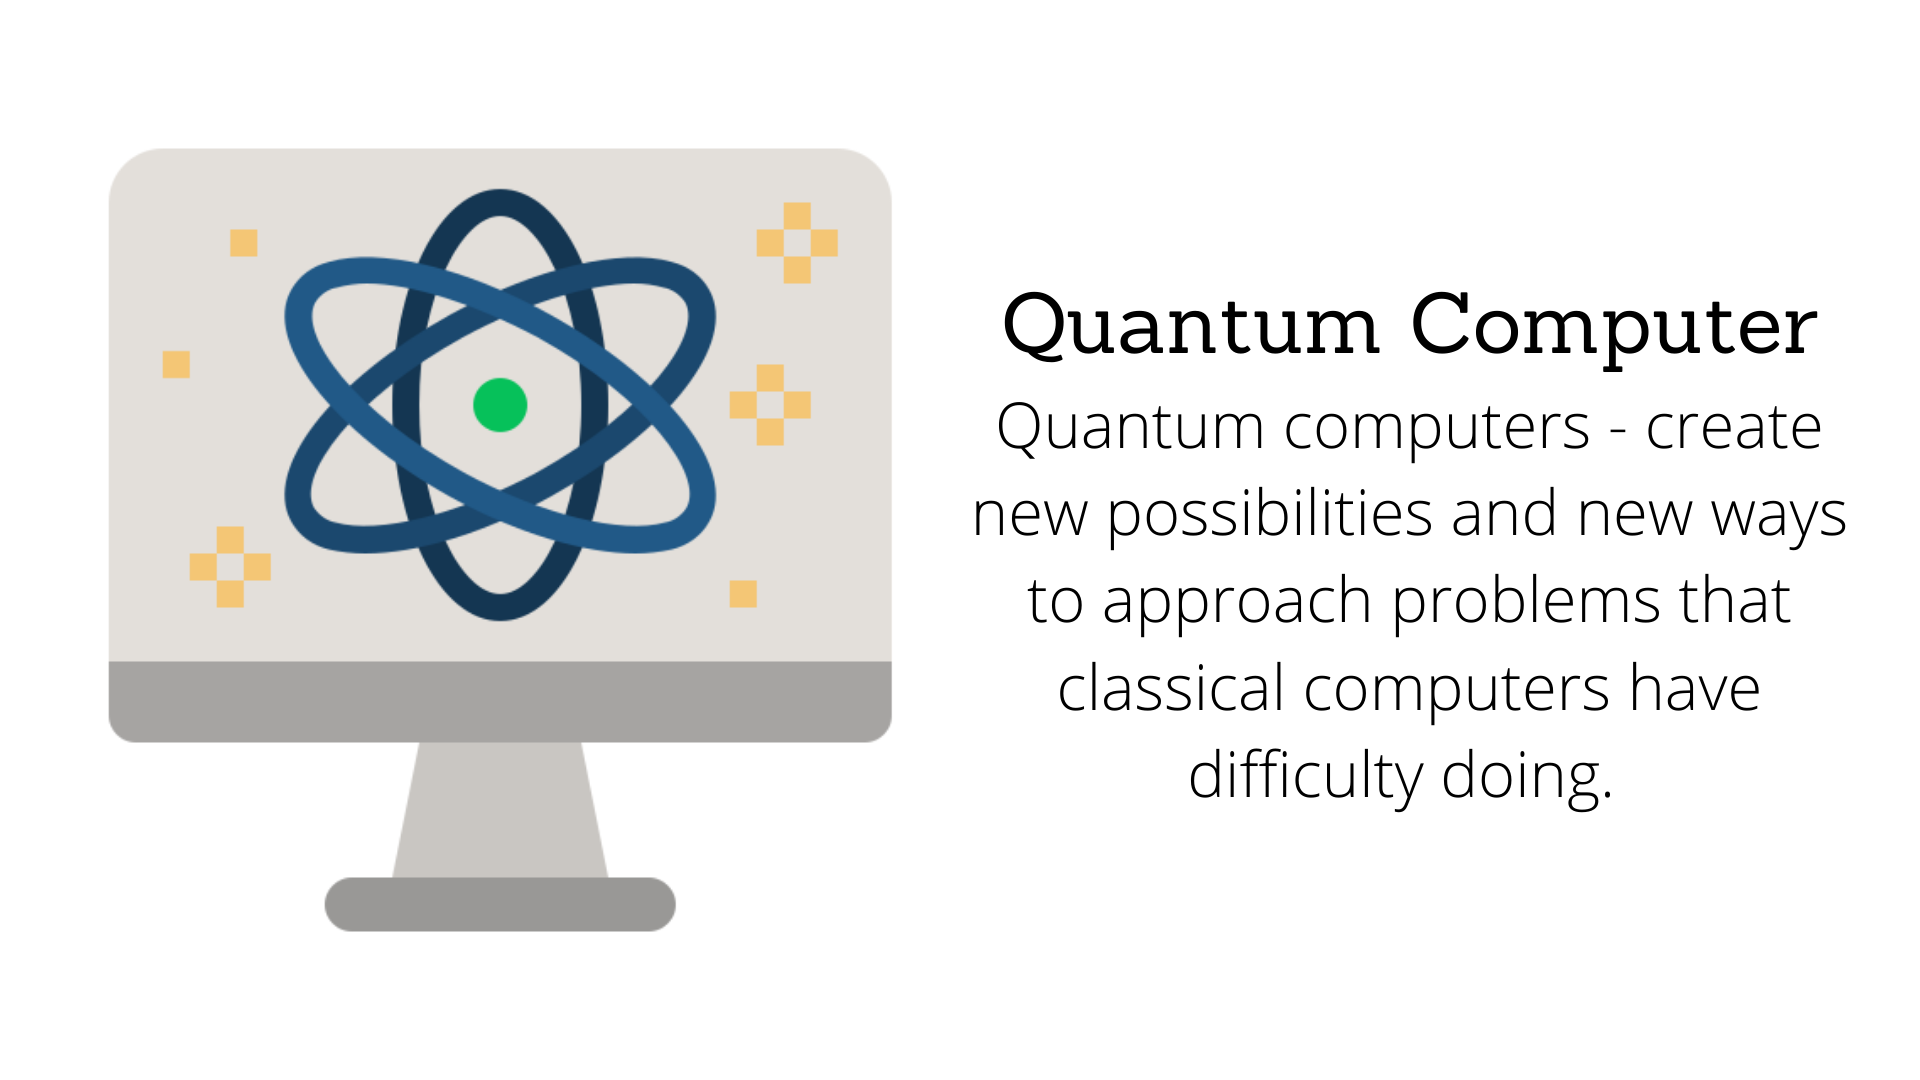 Quantum Computer
Quantum computers - create
new possibilities and new ways
to approach problems that
classical computers have
difficulty doing.